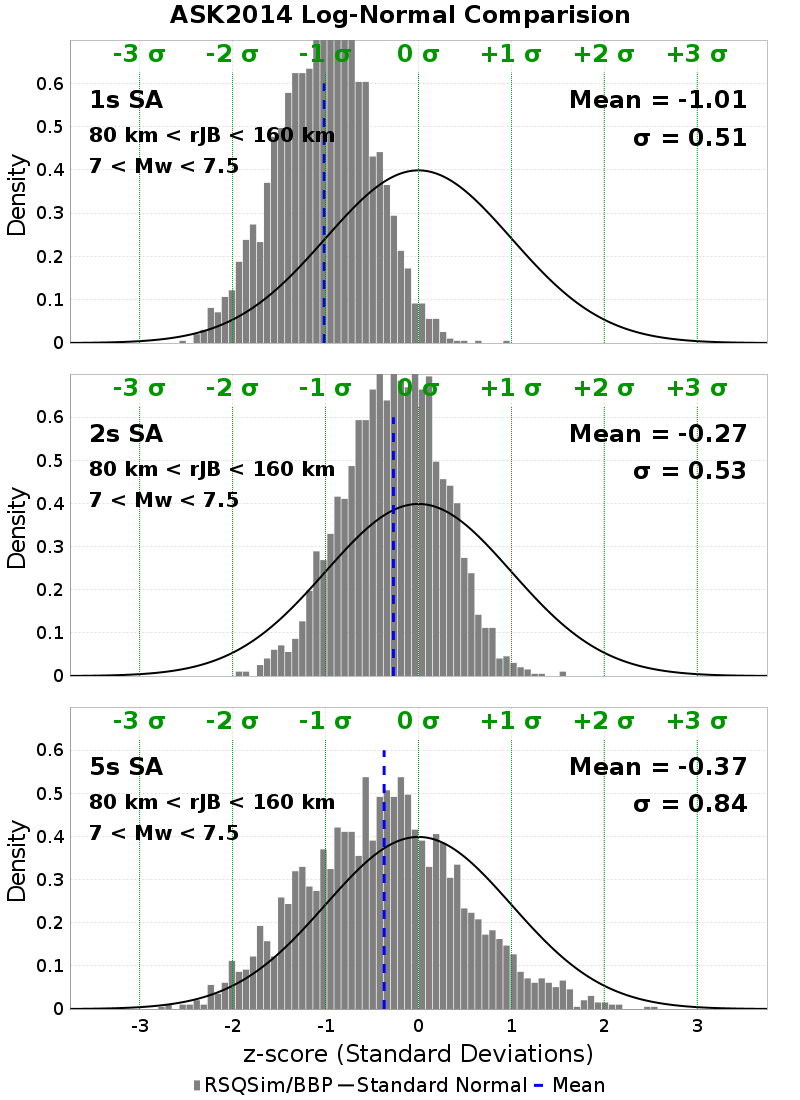 ASK2014 Log-Normal Comparision
-3 σ -2 σ -1 σ 0 σ +1 σ +2 σ +3 σ
1s SA
Mean = -1.01
80 km < rJB < 160 km
σ = 0.51
7 < Mw < 7.5
Density
0.6
0.5
0.4
0.3
0.2
0.1
0
-3 σ -2 σ -1 σ 0 σ +1 σ +2 σ +3 σ
2s SA
Mean = -0.27
80 km < rJB < 160 km
σ = 0.53
7 < Mw < 7.5
Density
0.6
0.5
0.4
0.3
0.2
0.1
0
-3 σ -2 σ -1 σ 0 σ +1 σ +2 σ +3 σ
5s SA
Mean = -0.37
80 km < rJB < 160 km
σ = 0.84
7 < Mw < 7.5
Density
0.6
0.5
0.4
0.3
0.2
0.1
0
-3 -2 -1 0 1 2 3
z-score (Standard Deviations)
RSQSim/BBP Standard Normal Mean